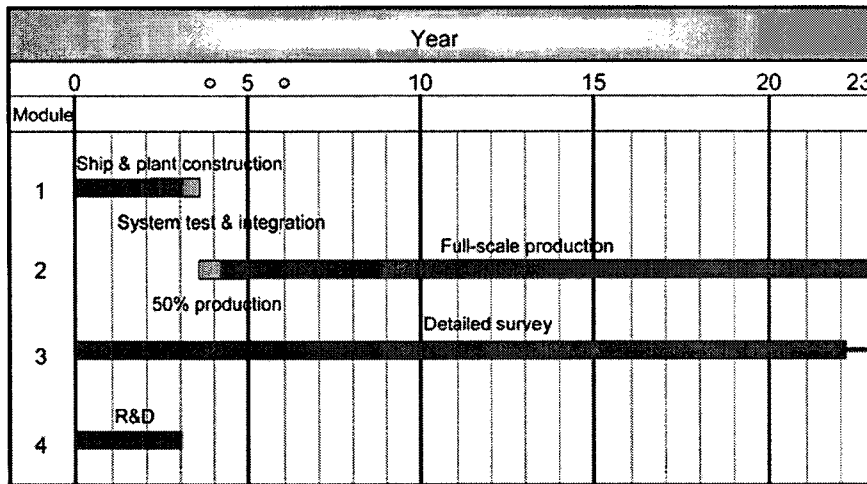 Year
0 5 10 15 20 23
Module
Ship & plant construction
1
System test & integration
Full-scale production
2
50% production
Detailed survey
3
R&D
4